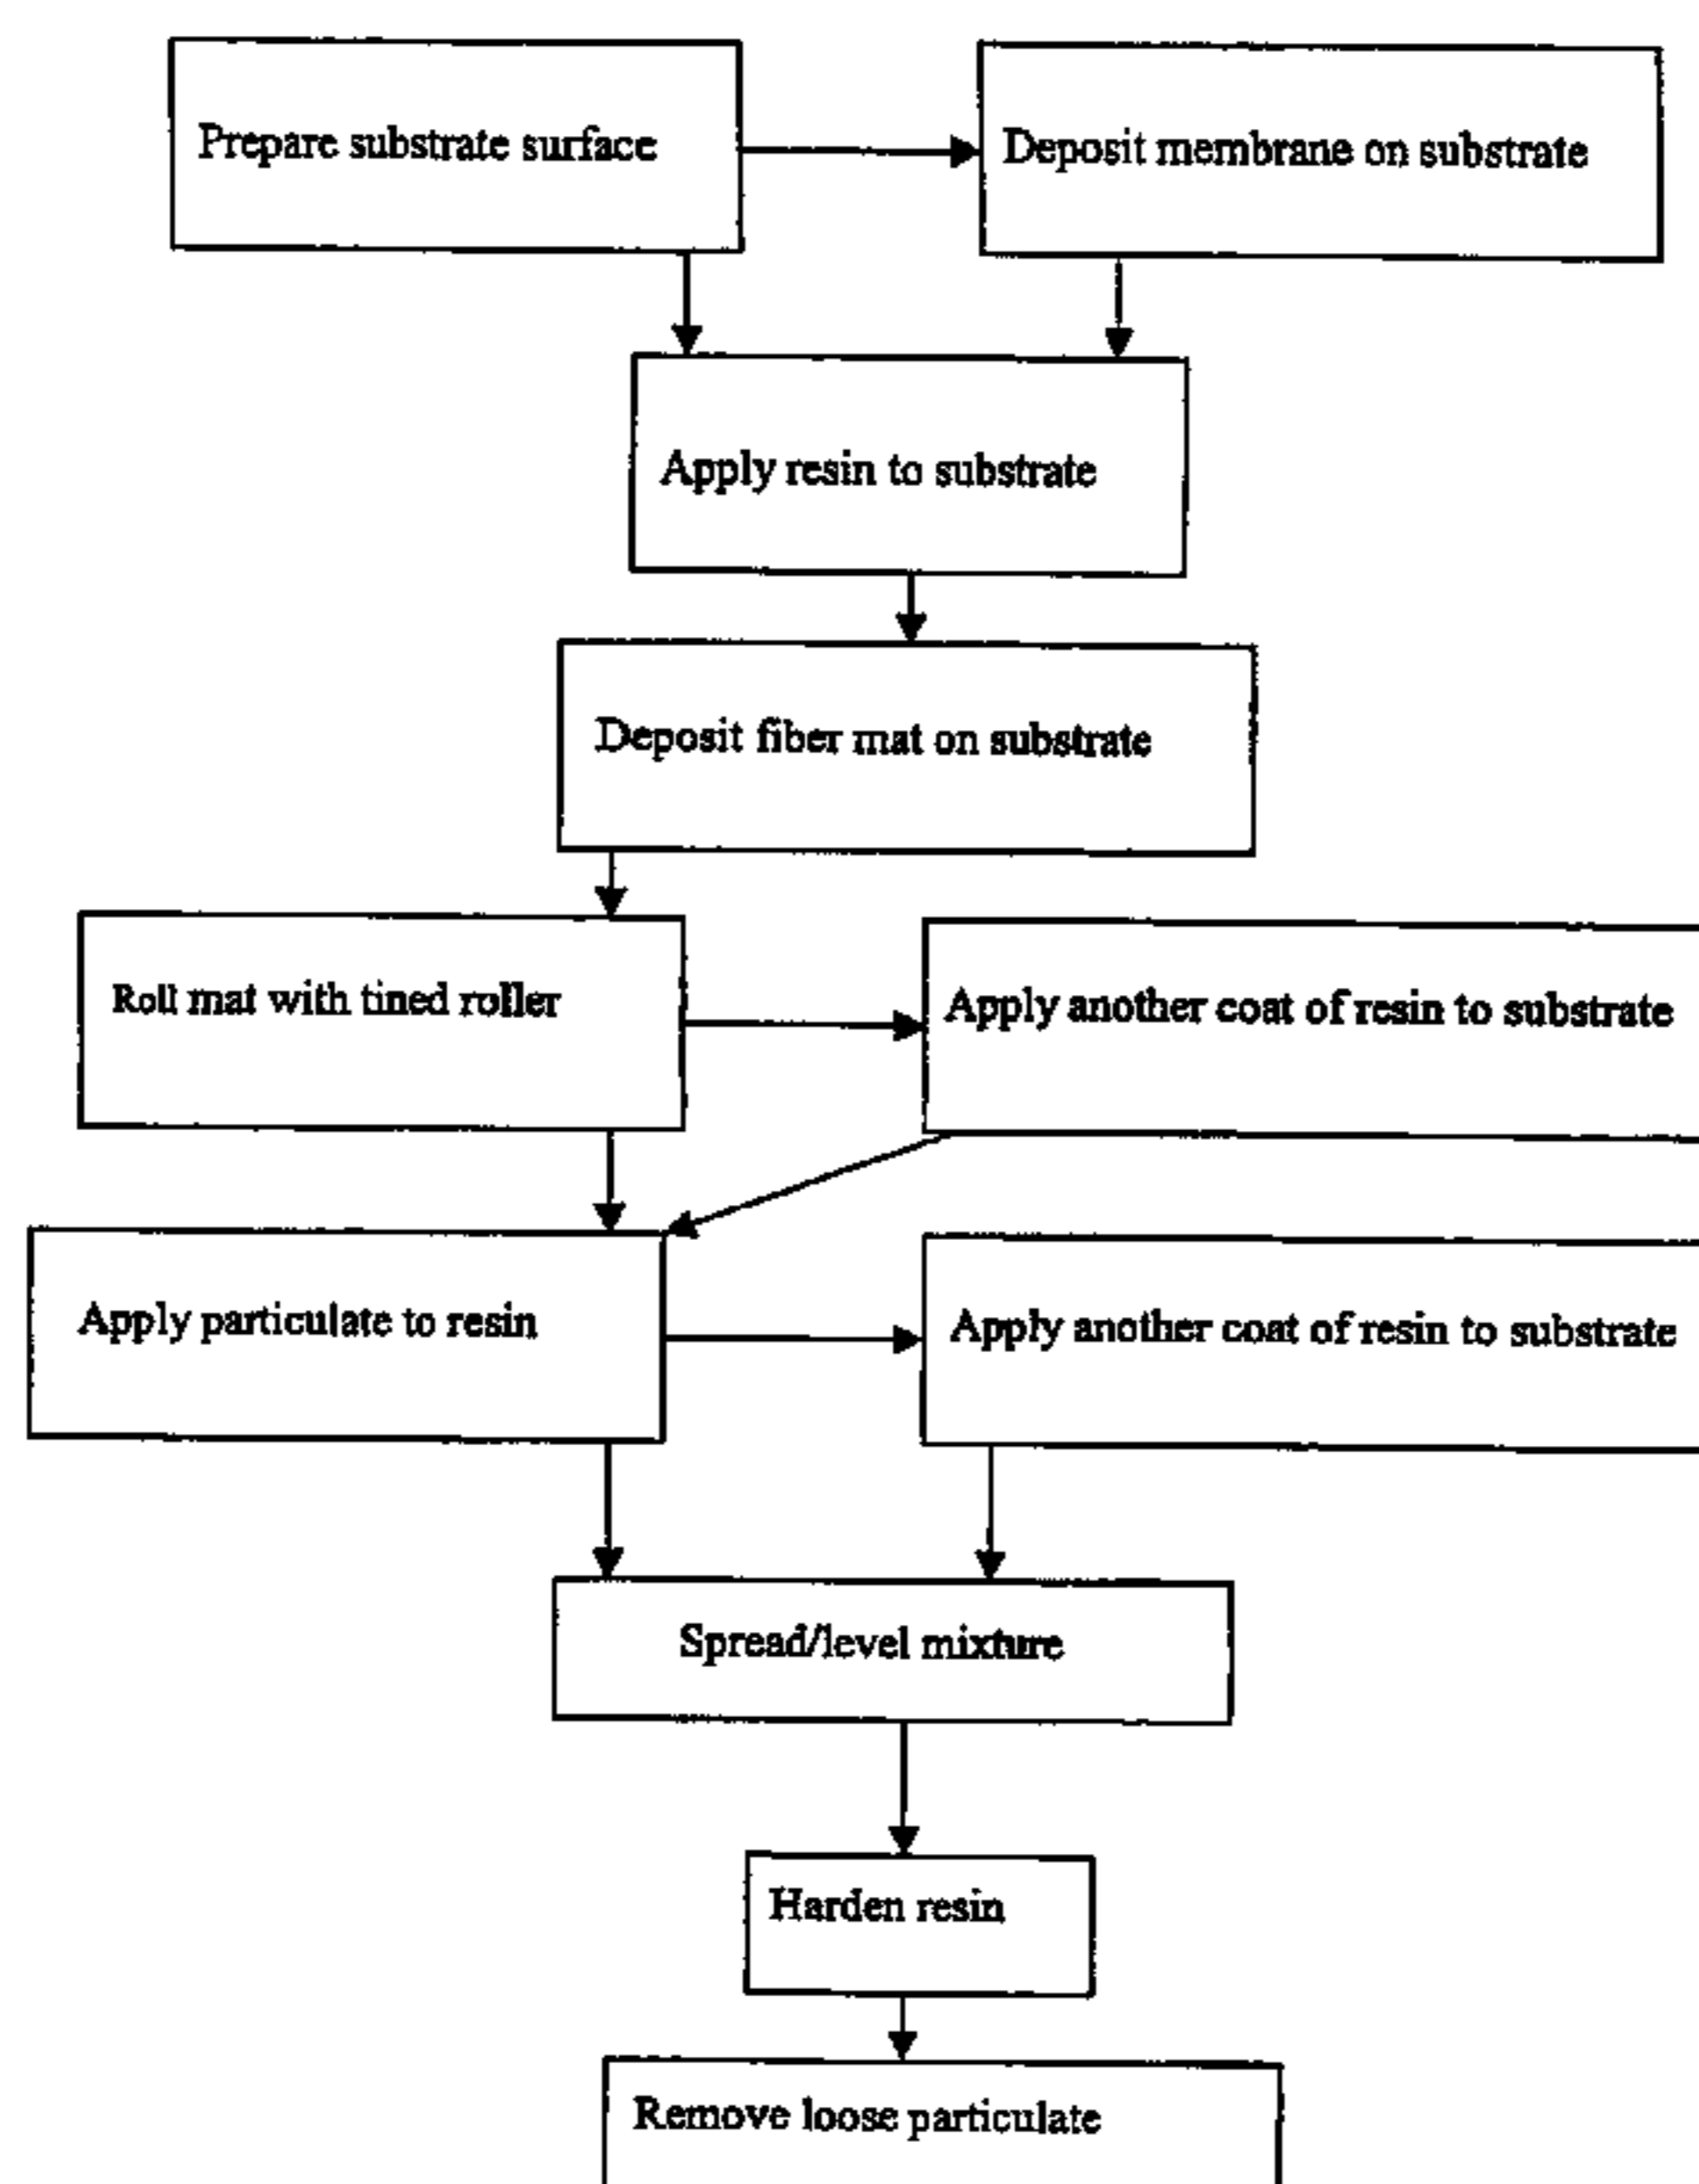 Prepare substrate surface
Deposit membrane on substrate
Apply resin to substrate
Deposit fiber mat on substrate
Roll mat with tined roller
Apply another coat of resin to substrate
Apply particulate to resin
Apply another coat of resin to substrate
Spread/level mixture
Harden resin
Remove loose particulate